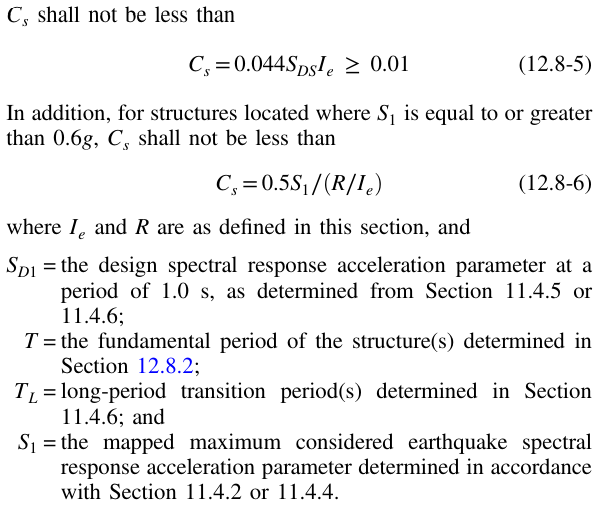 C_s shall not be less than
C_s = 0.044S_{DS}I_e ≥ 0.01 (12.8-5)
In addition, for structures located where S_1 is equal to or greater
than 0.6g, C_s shall not be less than
C_s = 0.5S_1/(R/I_e) (12.8-6)
where I_e and R are as defined in this section, and
S_{D1} = the design spectral response acceleration parameter at a
period of 1.0 s, as determined from Section 11.4.5 or
11.4.6;
T = the fundamental period of the structure(s) determined in
Section 12.8.2;
T_L = long-period transition period(s) determined in Section
11.4.6; and
S_1 = the mapped maximum considered earthquake spectral
response acceleration parameter determined in accordance
with Section 11.4.2 or 11.4.4.